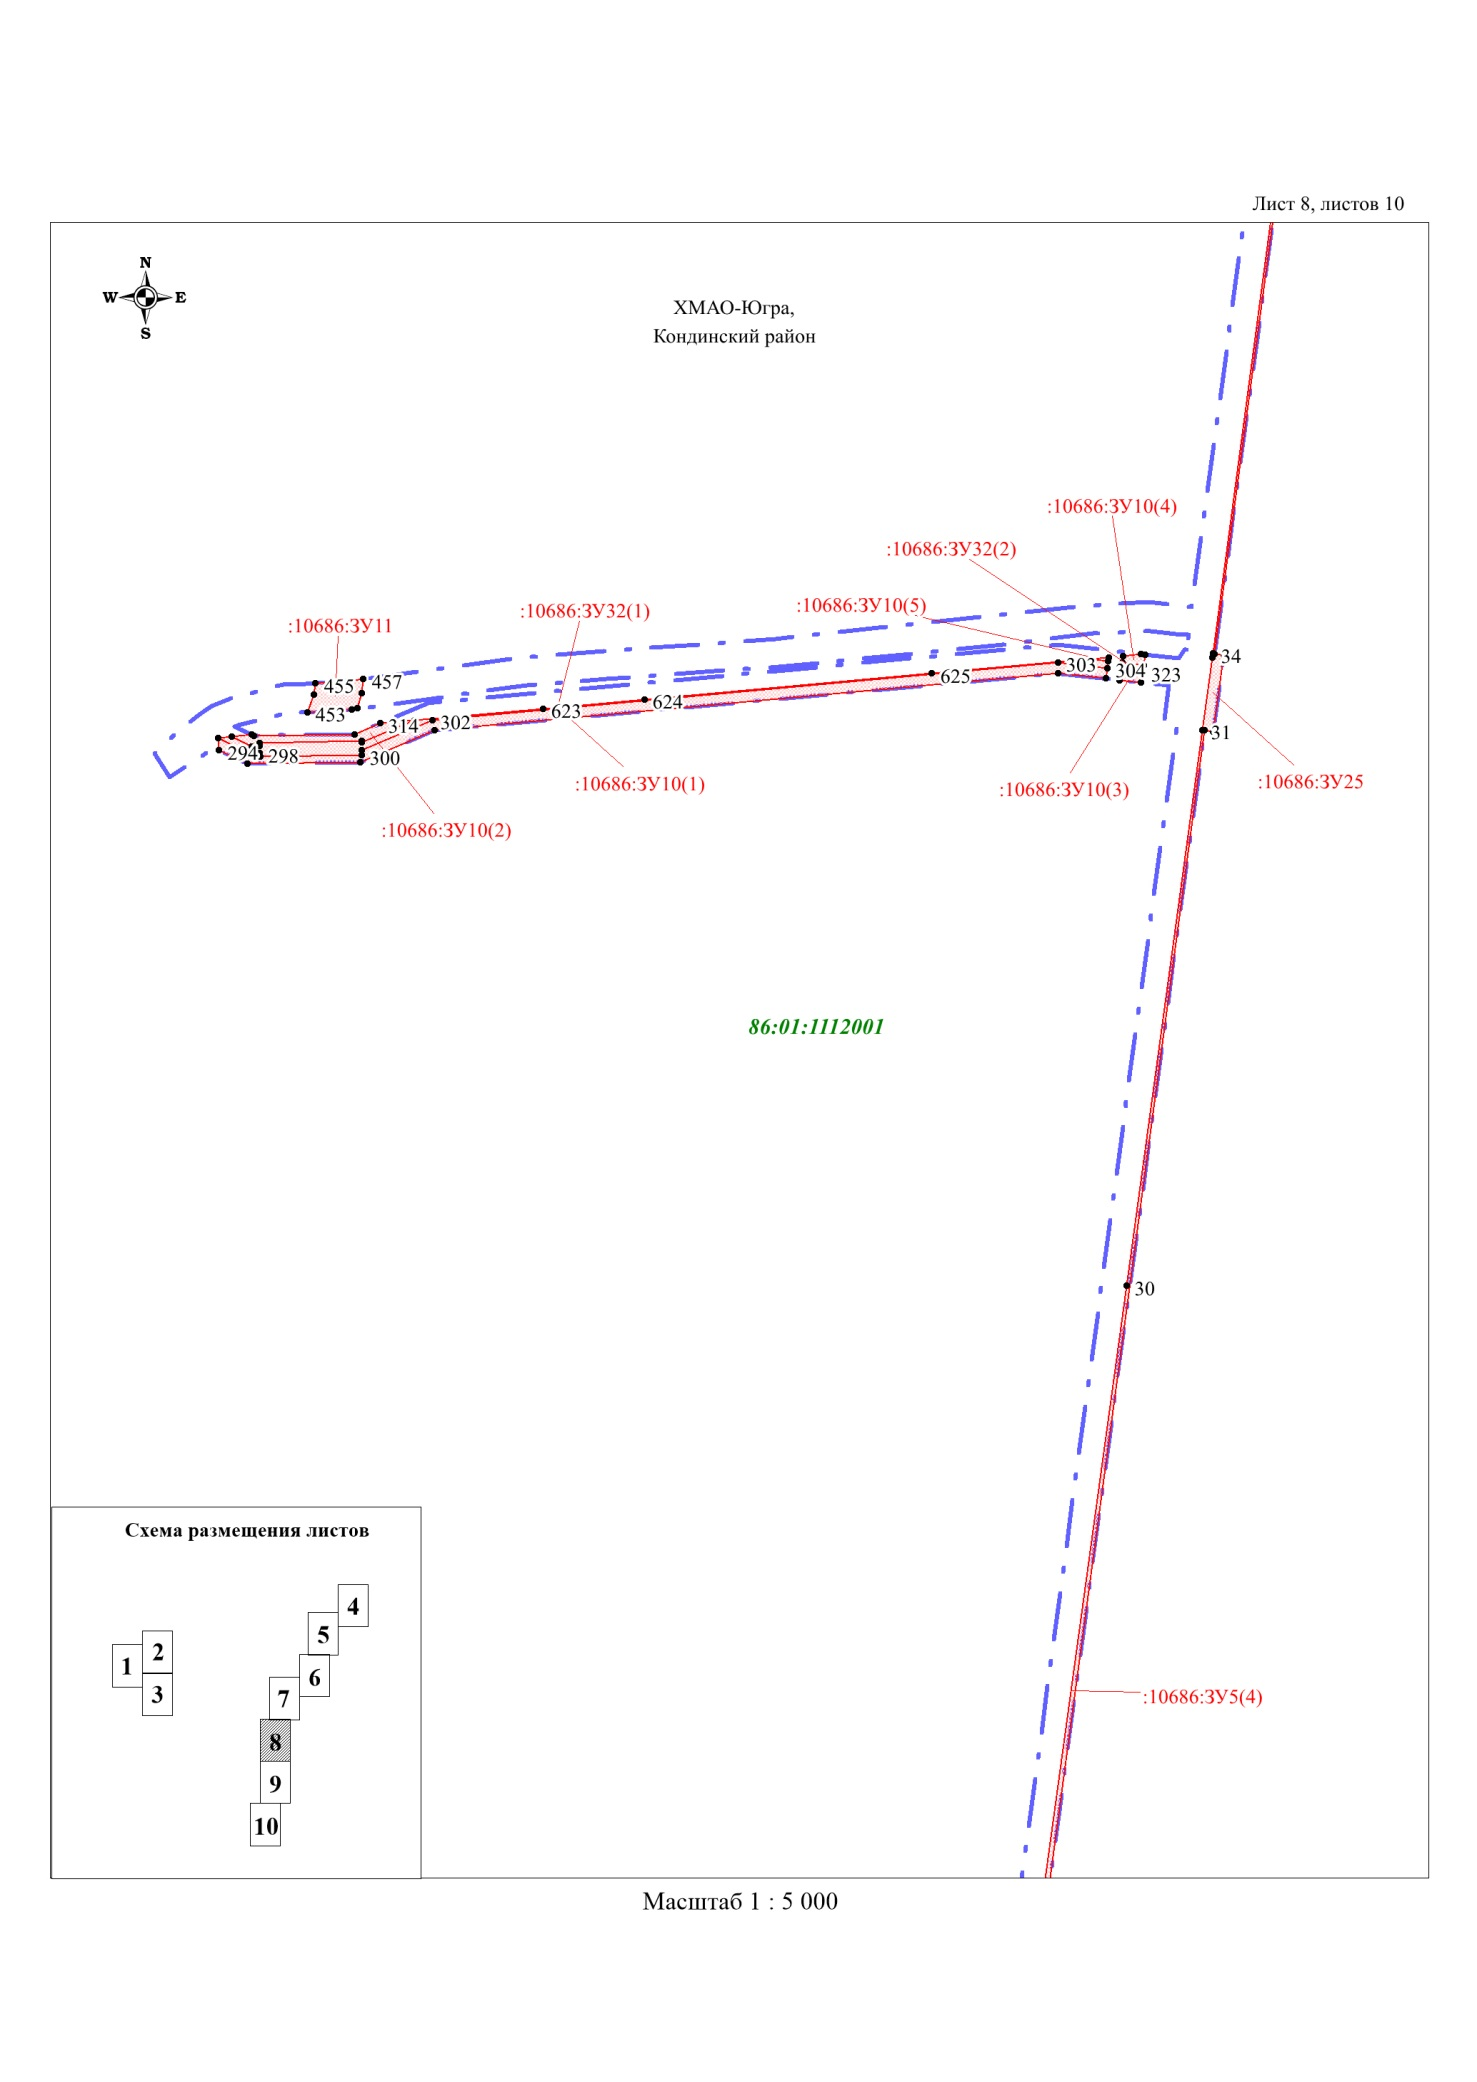 Лист 8, листов 10
N
W E
S
ХМАО-Югра,
Кондинский район
:10686:ЗУ10(4)
:10686:ЗУ32(2)
:10686:ЗУ10(5)
:10686:ЗУ32(1)
:10686:ЗУ11
34
303
304
323
625
457
455
453
624
623
302
314
31
294
298
300
:10686:ЗУ25
:10686:ЗУ10(1)
:10686:ЗУ10(3)
:10686:ЗУ10(2)
86:01:1112001
30
Схема размещения листов
4
5
2
1
6
3
7
8
9
10
:10686:ЗУ5(4)
Масштаб 1 : 5 000